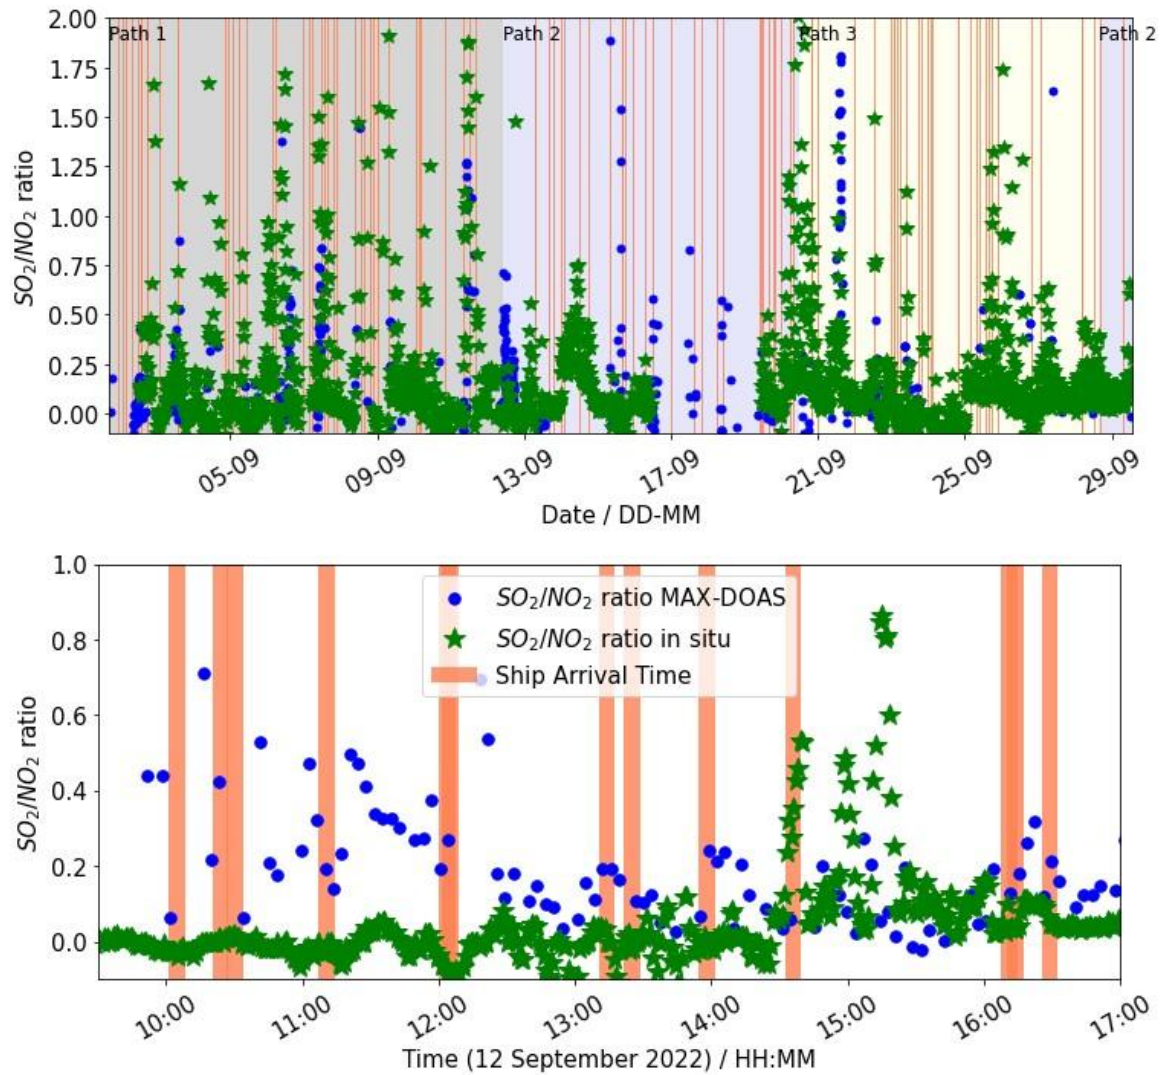 Path 1
Path 2
Path 3
Path 2
2.00
1.75
1.50
1.25
1.00
0.75
0.50
0.25
0.00
SO₂/NO₂ ratio
05-09
09-09
13-09
17-09
21-09
25-09
29-09
Date / DD-MM
1.0
0.8
0.6
0.4
0.2
0.0
SO₂/NO₂ ratio
SO₂/NO₂ ratio MAX-DOAS
SO₂/NO₂ ratio in situ
Ship Arrival Time
10:00
11:00
12:00
13:00
14:00
15:00
16:00
17:00
Time (12 September 2022) / HH:MM